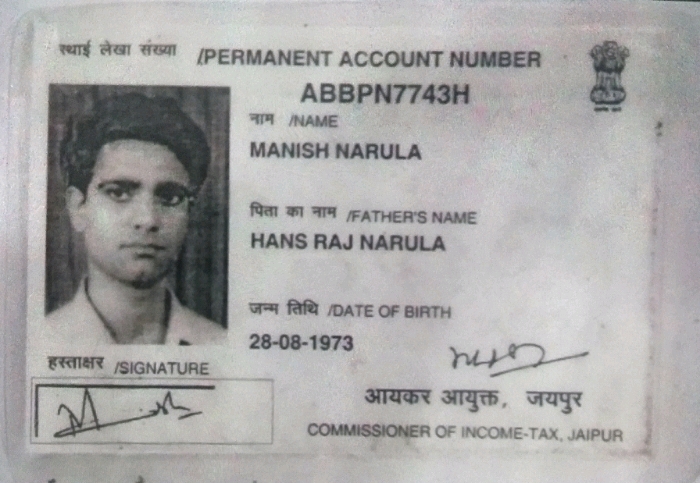 स्थाई लेखा संख्या /PERMANENT ACCOUNT NUMBER
ABBPN7743H
नाम /NAME
MANISH NARULA
पिता का नाम /FATHER'S NAME
HANS RAJ NARULA
जन्म तिथि /DATE OF BIRTH
28-08-1973
हस्ताक्षर /SIGNATURE
आयकर आयुक्त, जयपुर
COMMISSIONER OF INCOME-TAX, JAIPUR